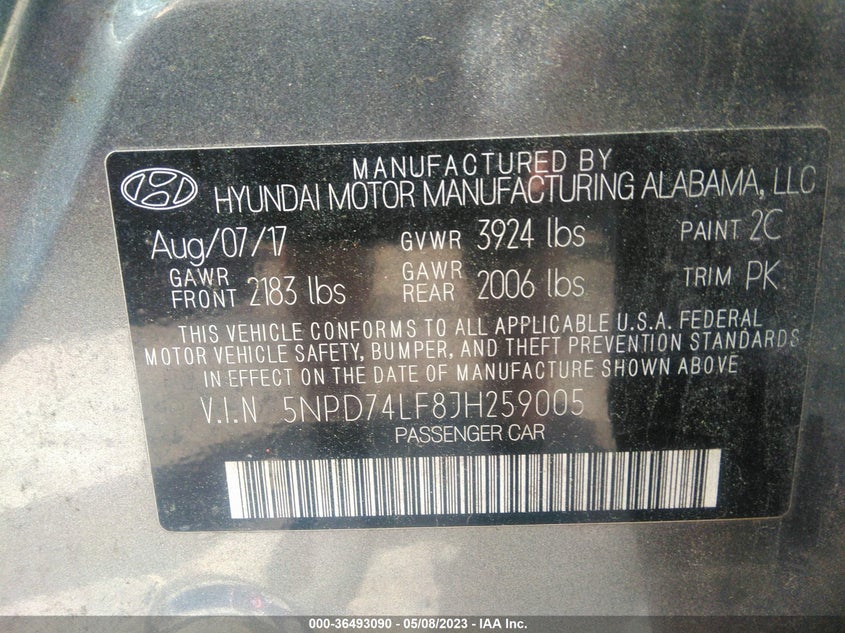 MANUFACTURED BY
HYUNDAI MOTOR MANUFACTURING ALABAMA, LLC
Aug/07/17 GVWR 3924 lbs PAINT 2C
GAWR FRONT 2183 lbs GAWR REAR 2006 lbs TRIM PK
THIS VEHICLE CONFORMS TO ALL APPLICABLE U.S.A. FEDERAL
MOTOR VEHICLE SAFETY, BUMPER, AND THEFT PREVENTION STANDARDS
IN EFFECT ON THE DATE OF MANUFACTURE SHOWN ABOVE
V.I.N 5NPD74LF8JH259005
PASSENGER CAR
000-36493090 - 05/08/2023 - IAA Inc.